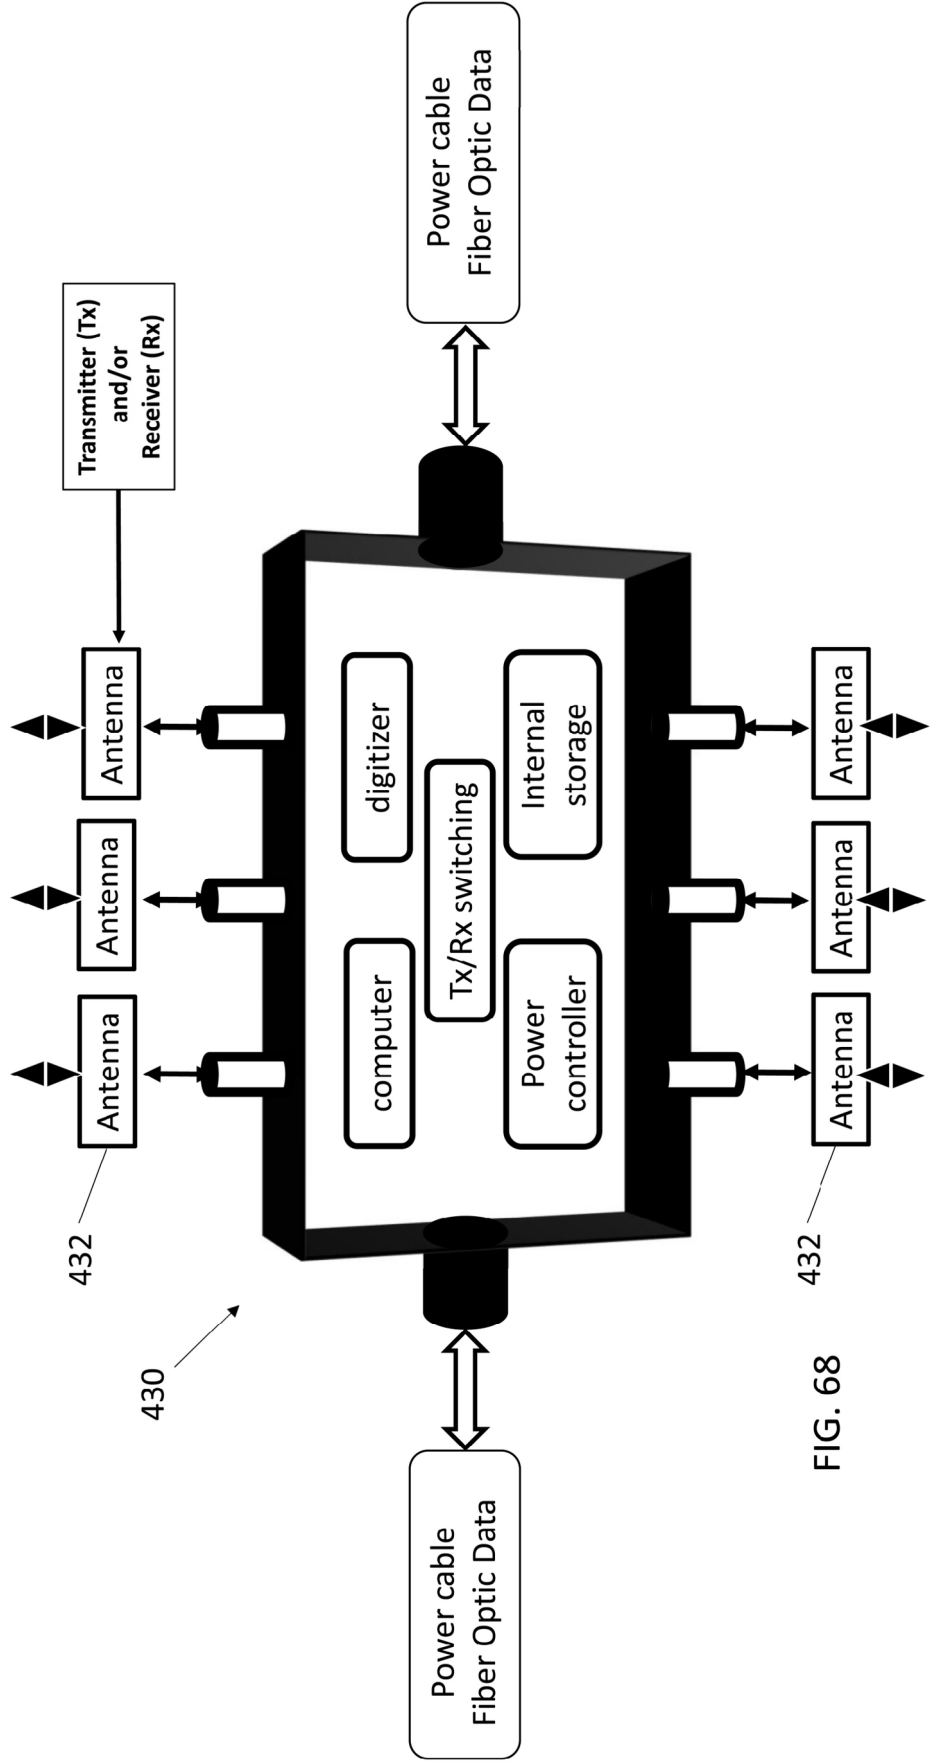 Transmitter (Tx)
and/or
Receiver (Rx)
432
Antenna
Antenna
Antenna
430
Power cable
Fiber Optic Data
computer
digitizer
Tx/Rx switching
Power
controller
Internal
storage
Power cable
Fiber Optic Data
432
Antenna
Antenna
Antenna
FIG. 68